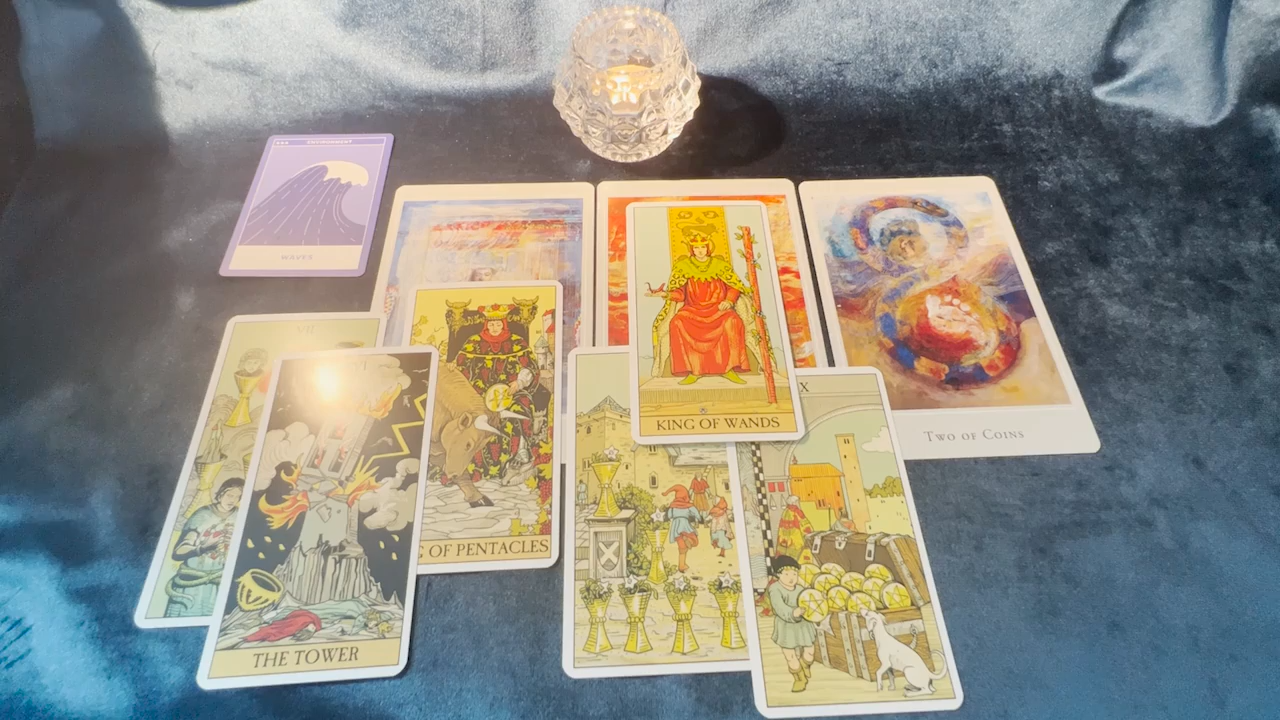 ENVIRONMENT
WAVES
VII
KING OF WANDS
X
TWO OF COINS
G OF PENTACLES
THE TOWER